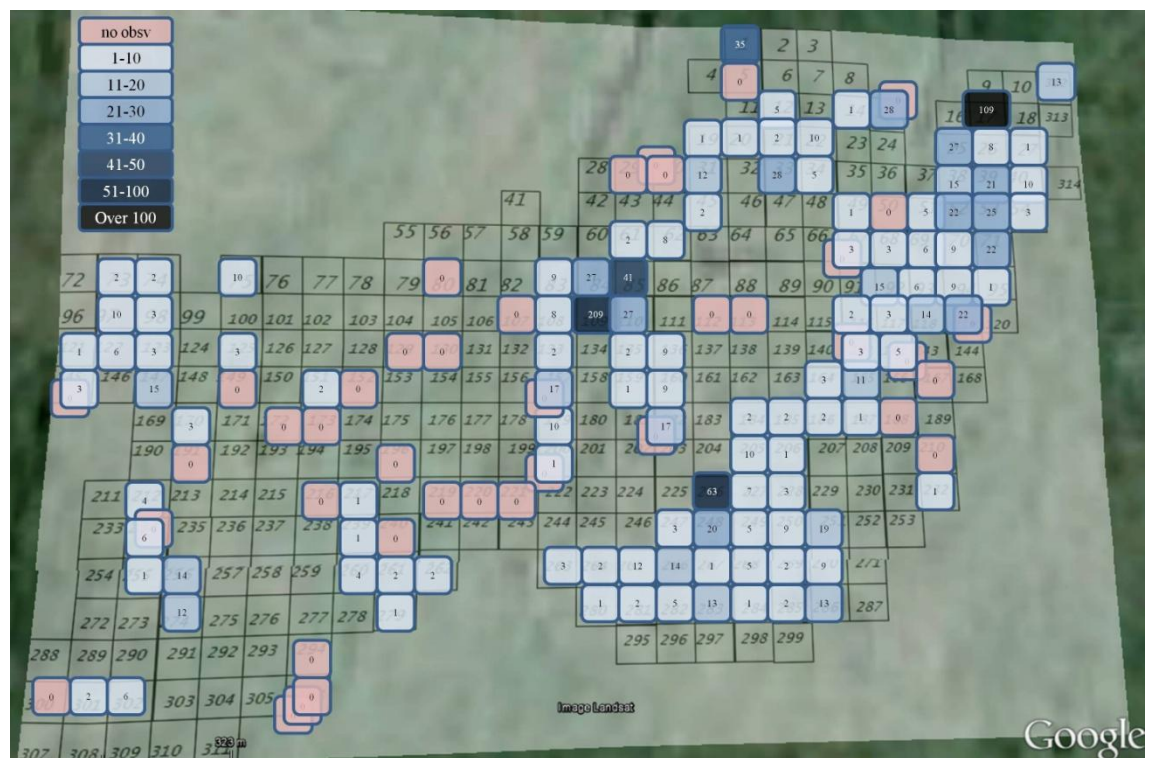 no obsv
1-10
11-20
21-30
31-40
41-50
51-100
Over 100
35 2 3
4 0 6 7 8 9 10 13
11 5 13 1 28 16 109 18 313
1 1 2 10 23 24 27 8 1
28 0 0 12 32 28 5 35 36 37 15 21 10 314
41 42 43 44 2 46 47 48 1 0 5 22 25 3
55 56 57 58 59 60 2 8 63 64 65 66 3 3 6 9 22
72 2 2 10 76 77 78 79 0 81 82 9 27 41 86 87 88 89 90 15 6 9 1
96 10 3 99 100 101 102 103 104 105 106 0 8 209 27 111 0 0 114 115 2 3 14 22
1 6 3 124 3 126 127 128 0 0 131 132 2 134 2 9 137 138 139 3 5 144
3 146 15 148 0 150 2 0 153 154 155 156 17 158 1 9 161 162 163 3 11 0 168
169 3 171 0 0 174 175 176 177 178 10 180 17 183 2 2 2 1 0 189
190 0 192 193 194 195 0 197 198 199 1 201 204 10 1 207 208 209 0
211 4 213 214 215 0 1 218 0 0 0 222 223 224 225 63 7 3 229 230 231 1
233 6 235 236 237 238 1 0 241 242 243 244 245 246 3 20 5 9 19 252 253
254 1 14 257 258 259 4 2 2 3 2 12 14 1 5 2 9 271
272 273 12 275 276 277 278 1 1 2 5 13 1 2 13 287
288 289 290 291 292 293 0 295 296 297 298 299
0 2 6 303 304 305 0
Image Landsat
307 308 309 310
323 m
Google